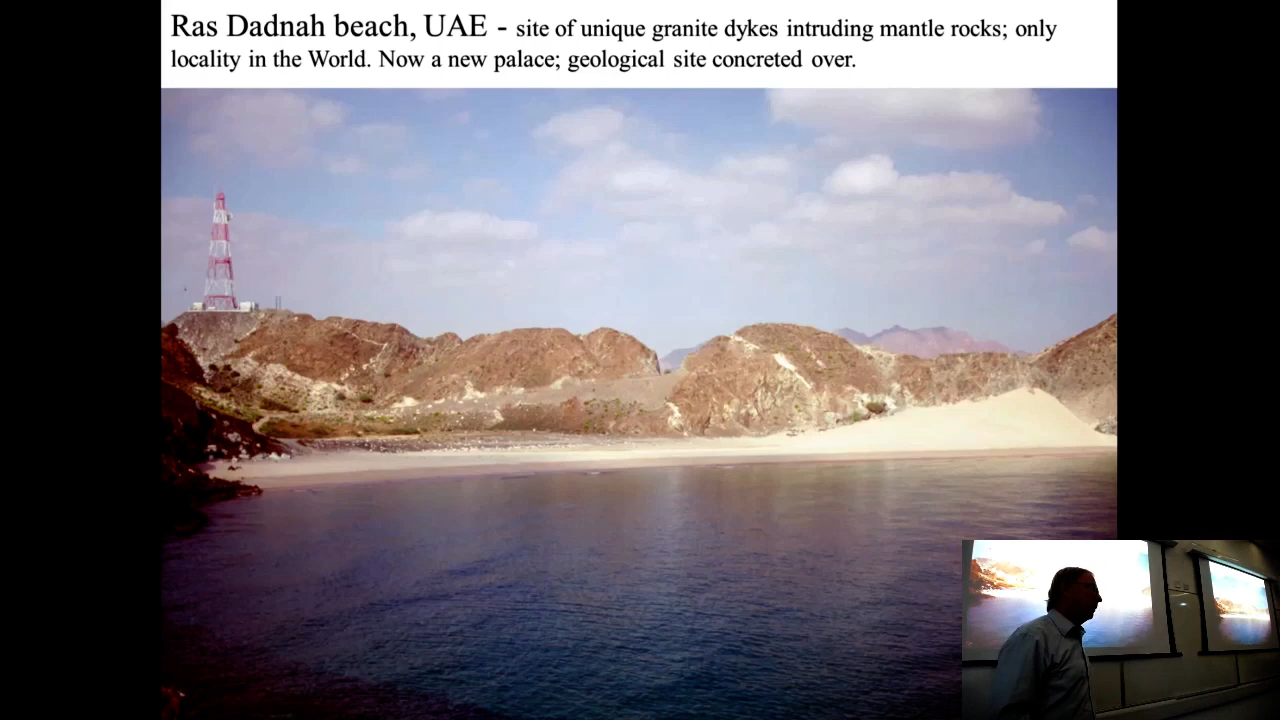 Ras Dadnah beach, UAE - site of unique granite dykes intruding mantle rocks; only
locality in the World. Now a new palace; geological site concreted over.